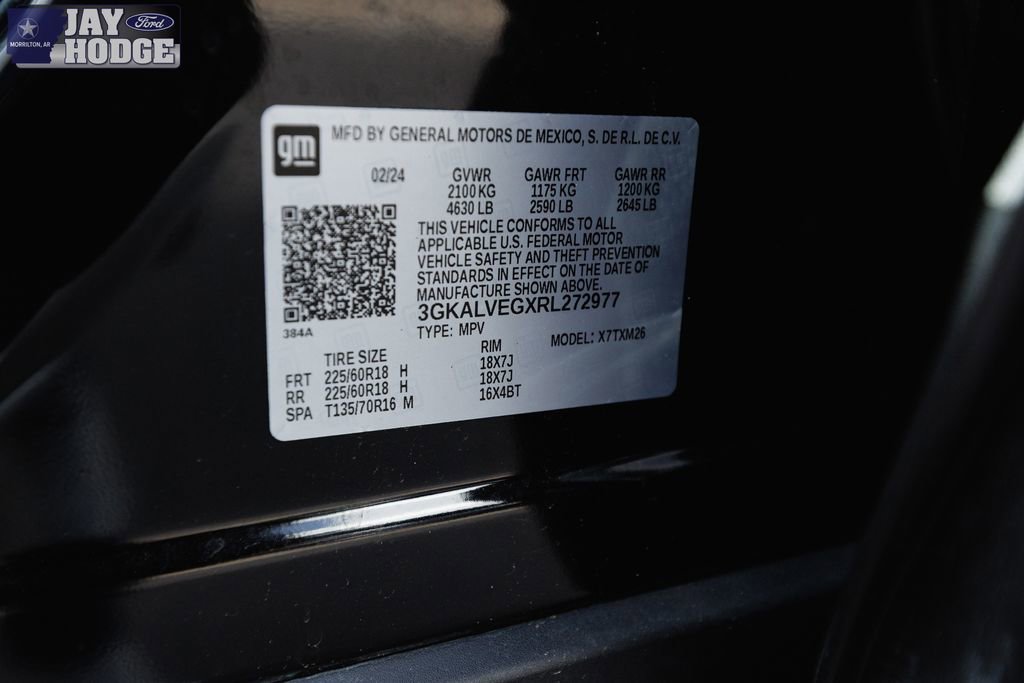 JAY
Ford
MORRILTON, AR
HODGE
gm
MFD BY GENERAL MOTORS DE MEXICO, S. DE R.L. DE C.V.
02/24 GVWR GAWR FRT GAWR RR
2100 KG 1175 KG 1200 KG
4630 LB 2590 LB 2645 LB
THIS VEHICLE CONFORMS TO ALL
APPLICABLE U.S. FEDERAL MOTOR
VEHICLE SAFETY AND THEFT PREVENTION
STANDARDS IN EFFECT ON THE DATE OF
MANUFACTURE SHOWN ABOVE.
3GKALVEGXRL272977
384A
TYPE: MPV MODEL: X7TXM26
TIRE SIZE RIM
FRT 225/60R18 H 18X7J
RR 225/60R18 H 18X7J
SPA T135/70R16 M 16X4BT